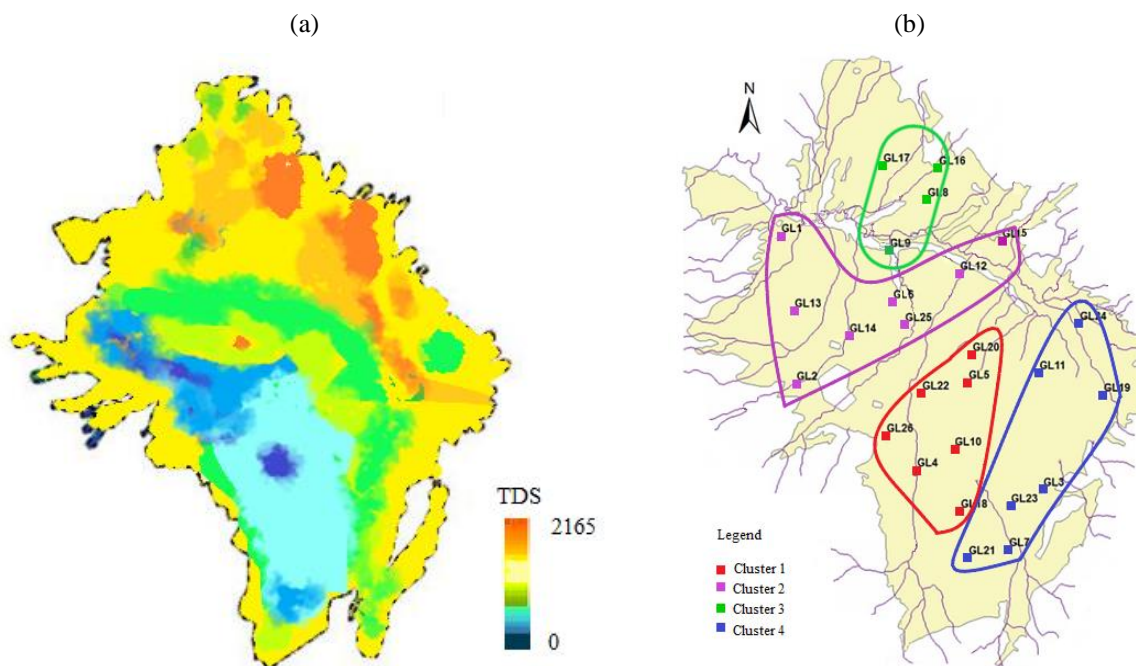 (a)
(b)
TDS
2165
0
N
GL17
GL16
GL8
GL1
GL9
GL15
GL12
GL13
GL6
GL25
GL14
GL24
GL20
GL11
GL2
GL5
GL22
GL19
GL26
GL10
GL4
GL3
GL18
GL23
GL21
GL7
Legend
Cluster 1
Cluster 2
Cluster 3
Cluster 4